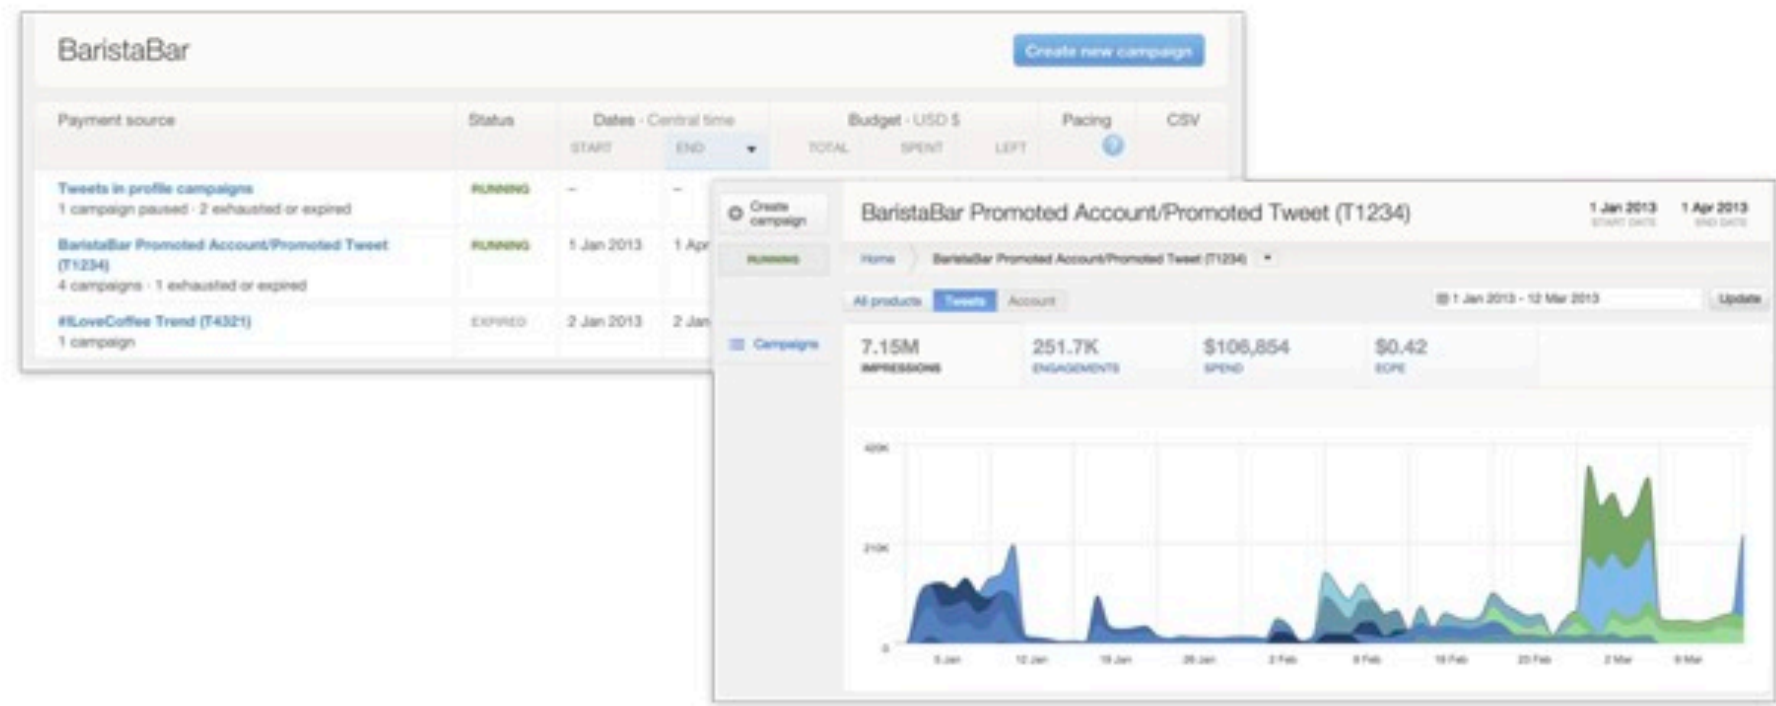 BaristaBar
Create new campaign
Payment source Status Dates - Central time Budget - USD $ Pacing CSV
START END TOTAL SPENT LEFT ?
Tweets in profile campaigns RUNNING – –
1 campaign paused · 2 exhausted or expired
BaristaBar Promoted Account/Promoted Tweet RUNNING 1 Jan 2013 1 Apr
(T1234)
4 campaigns · 1 exhausted or expired
#ILoveCoffee Trend (T4321) EXPIRED 2 Jan 2013 2 Jan
1 campaign
Create
campaign
RUNNING
Campaigns
BaristaBar Promoted Account/Promoted Tweet (T1234) 1 Jan 2013 1 Apr 2013
START DATE END DATE
Home BaristaBar Promoted Account/Promoted Tweet (T1234)
All products Tweets Account 1 Jan 2013 - 12 Mar 2013 Update
7.15M 251.7K $106,854 $0.42
IMPRESSIONS ENGAGEMENTS SPEND ECPE
420K
210K
0
5 Jan 12 Jan 19 Jan 26 Jan 2 Feb 9 Feb 16 Feb 23 Feb 2 Mar 9 Mar